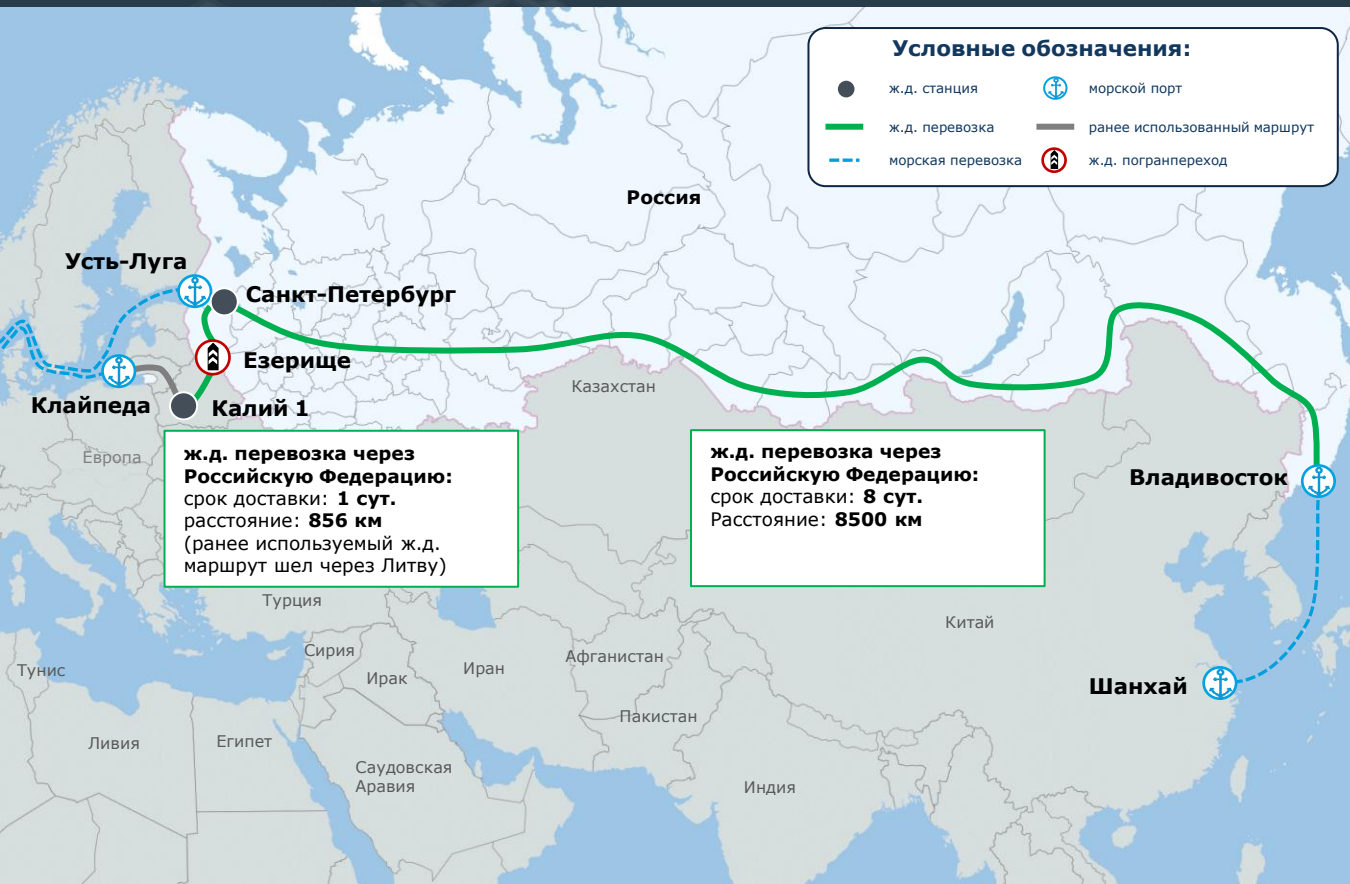 Условные обозначения:
ж.д. станция
морской порт
ж.д. перевозка
ранее использованный маршрут
морская перевозка
ж.д. погранпереход
Россия
Усть-Луга
Санкт-Петербург
Езерище
Казахстан
Клайпеда
Калий 1
Европа
ж.д. перевозка через
Российскую Федерацию:
срок доставки: 1 сут.
расстояние: 856 км
(ранее используемый ж.д.
маршрут шел через Литву)
ж.д. перевозка через
Российскую Федерацию:
срок доставки: 8 сут.
Расстояние: 8500 км
Владивосток
Турция
Китай
Сирия
Афганистан
Тунис
Ирак
Иран
Шанхай
Пакистан
Ливия
Египет
Саудовская
Аравия
Индия